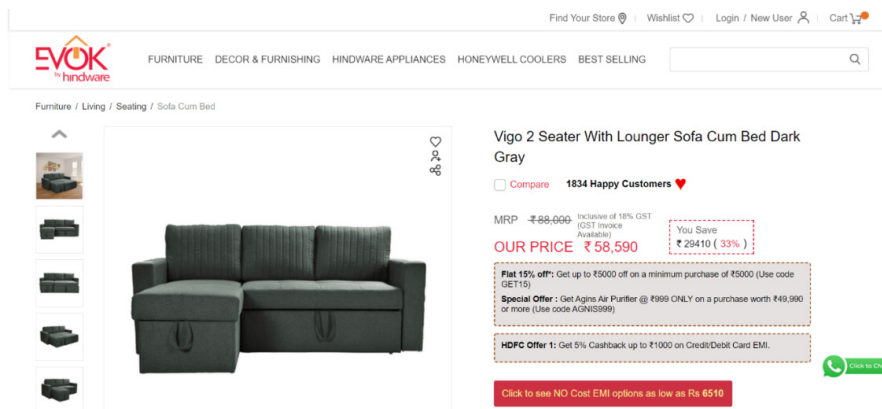 Find Your Store
Wishlist
Login / New User
Cart
EVOK
by hindware
FURNITURE
DECOR & FURNISHING
HINDWARE APPLIANCES
HONEYWELL COOLERS
BEST SELLING
Furniture / Living / Seating / Sofa Cum Bed
Vigo 2 Seater With Lounger Sofa Cum Bed Dark
Gray
Compare
1834 Happy Customers
MRP ₹88,000
Inclusive of 18% GST
(GST Invoice
Available)
OUR PRICE ₹ 58,590
You Save
₹ 29410 ( 33% )
Flat 15% off*: Get up to ₹5000 off on a minimum purchase of ₹5000 (Use code
GET15)
Special Offer : Get Agins Air Purifier @ ₹999 ONLY on a purchase worth ₹49,990
or more (Use code AGNIS999)
HDFC Offer 1: Get 5% Cashback up to ₹1000 on Credit/Debit Card EMI.
Click to Ch
Click to see NO Cost EMI options as low as Rs 6510